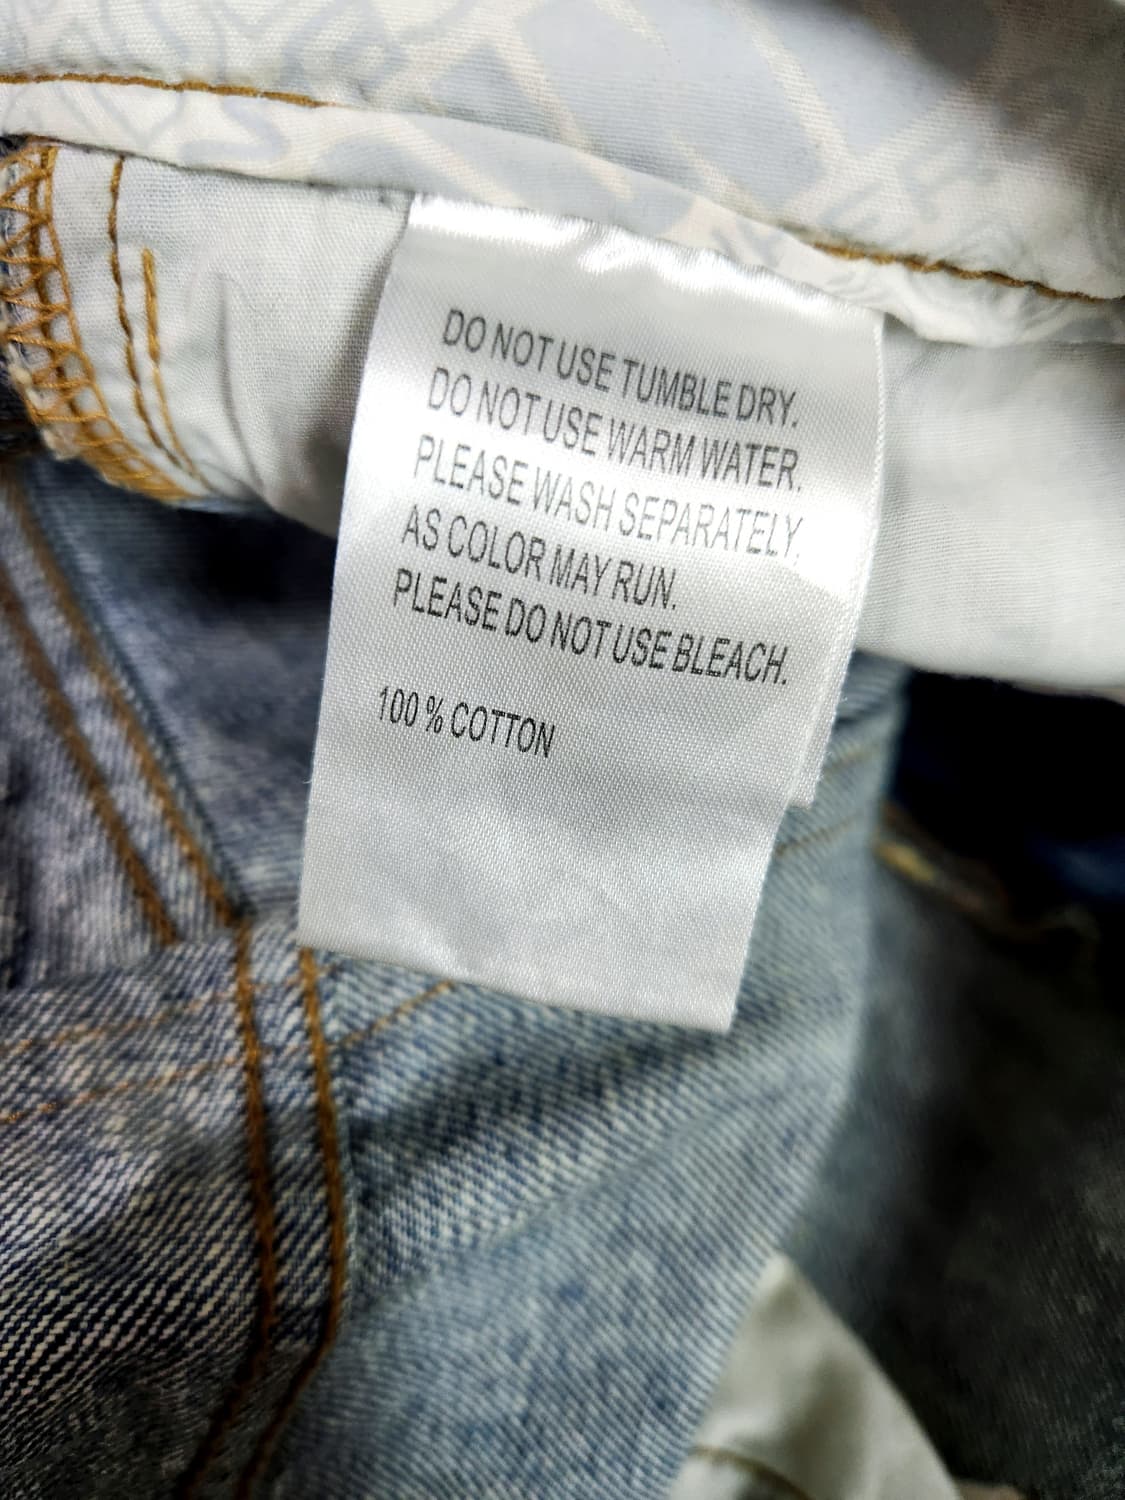 DO NOT USE TUMBLE DRY.
DO NOT USE WARM WATER.
PLEASE WASH SEPARATELY.
AS COLOR MAY RUN.
PLEASE DO NOT USE BLEACH.
100 % COTTON